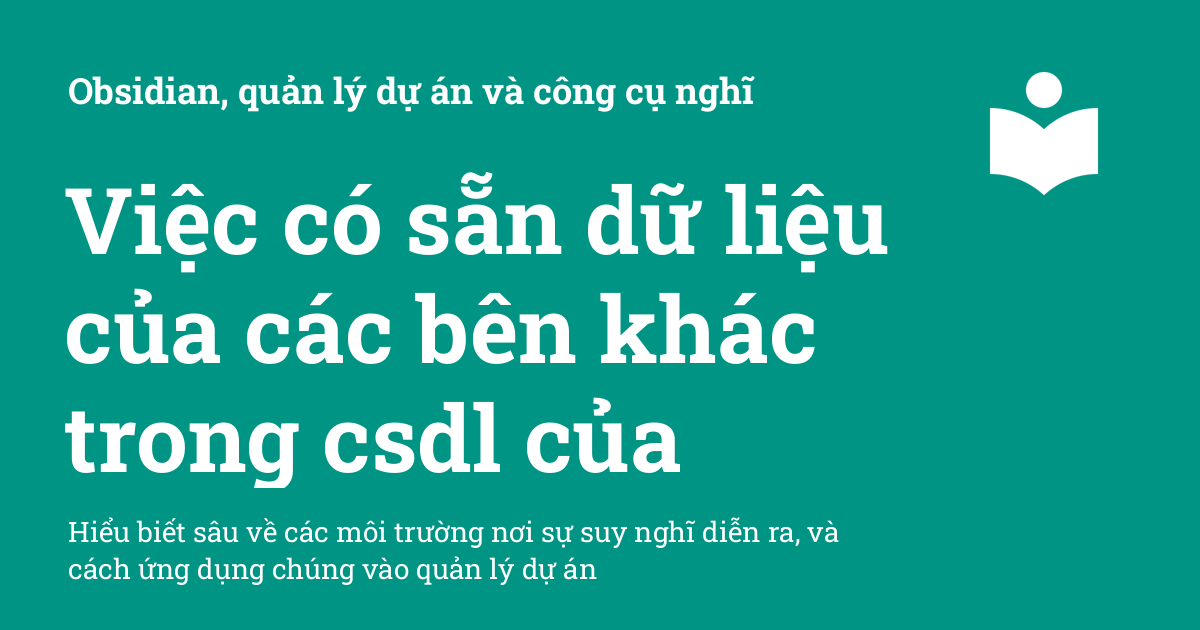 Obsidian, quản lý dự án và công cụ nghĩ
Việc có sẵn dữ liệu
của các bên khác
trong csdl của
Hiểu biết sâu về các môi trường nơi sự suy nghĩ diễn ra, và
cách ứng dụng chúng vào quản lý dự án